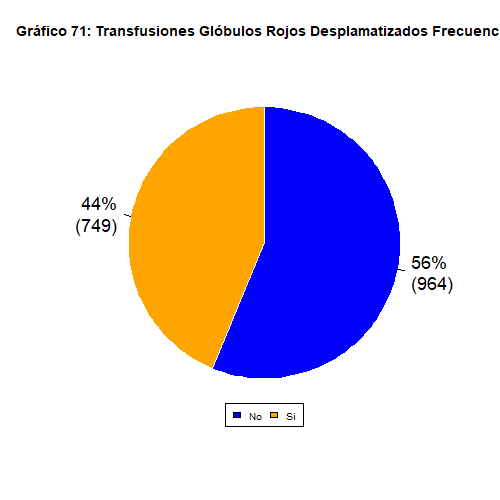 Gráfico 71: Transfusiones Glóbulos Rojos Desplamatizados Frecuenc
44%
(749)
56%
(964)
No Si